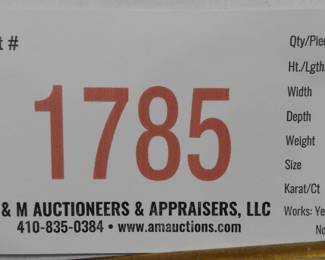 t #
1785
& M AUCTIONEERS & APPRAISERS, LLC
410-835-0384 • www.amauctions.com
Qty/Pie
Ht./Lgth
Width
Depth
Weight
Size
Karat/Ct
Works: Ye
No